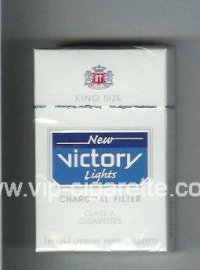 KING SIZE
New
Victory
Lights
CHARCOAL FILTER
CLASS A
CIGARETTES
www.vip-cigarette.com